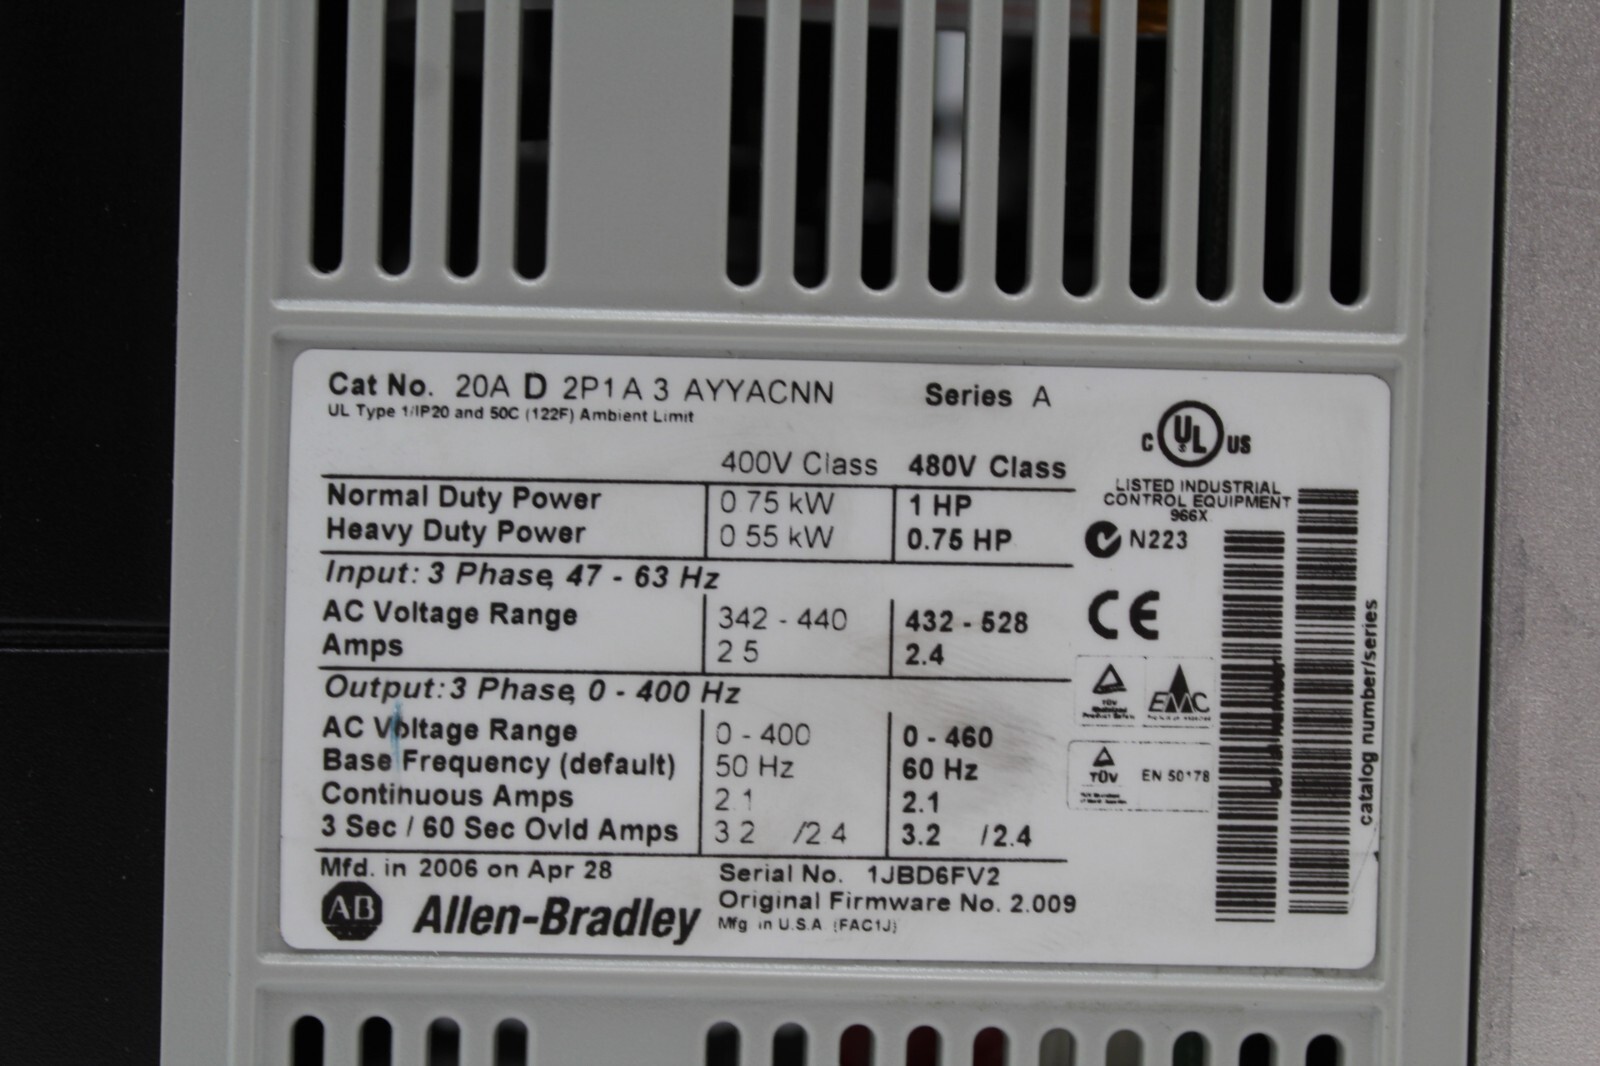 Cat No. 20A D 2P1 A 3 AYYACNN Series A
UL Type 1/IP20 and 50C (122F) Ambient Limit
400V Class 480V Class
Normal Duty Power 0 75 kW 1 HP
Heavy Duty Power 0 55 kW 0.75 HP
Input: 3 Phase, 47 - 63 Hz
AC Voltage Range 342 - 440 432 - 528
Amps 2 5 2.4
Output: 3 Phase, 0 - 400 Hz
AC Voltage Range 0 - 400 0 - 460
Base Frequency (default) 50 Hz 60 Hz
Continuous Amps 2.1 2.1
3 Sec / 60 Sec Ovld Amps 3 2 /2 4 3.2 /2.4
Mfd. in 2006 on Apr 28
Serial No. 1JBD6FV2
AB Allen-Bradley
Original Firmware No. 2.009
Mfg in U.S.A (FAC1J)
C UL US
LISTED INDUSTRIAL
CONTROL EQUIPMENT
966X
N223
CE
TÜV
EMC
TÜV EN 50178
catalog number/series